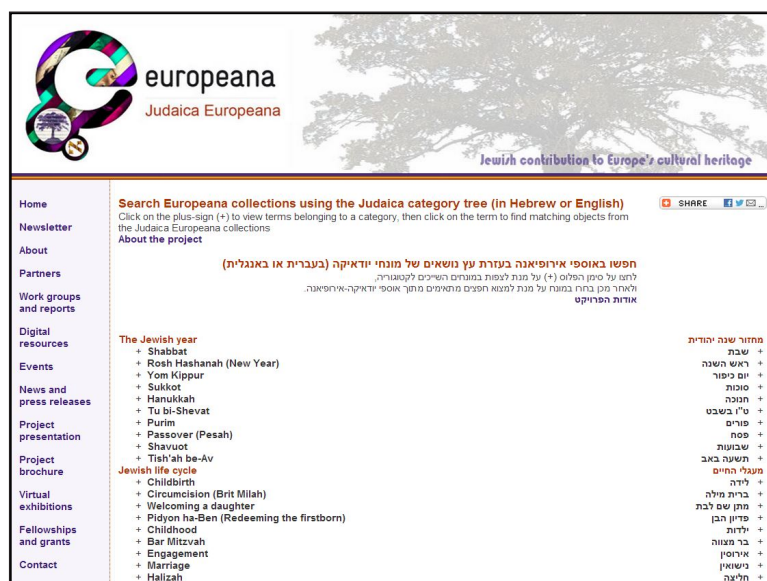 europeana
Judaica Europeana
Jewish contribution to Europe's cultural heritage
Home
Newsletter
About
Partners
Work groups
and reports
Digital
resources
Events
News and
press releases
Project
presentation
Project
brochure
Virtual
exhibitions
Fellowships
and grants
Contact
Search Europeana collections using the Judaica category tree (in Hebrew or English)
SHARE
Click on the plus-sign (+) to view terms belonging to a category, then click on the term to find matching objects from
the Judaica Europeana collections
About the project
חפשו באוספי אירופיאנה בעזרת עץ נושאים של מונחי יודאיקה (בעברית או באנגלית)
לחצו על סימן הפלוס (+) על מנת לצפות במונחים השייכים לקטגוריה,
ולאחר מכן בחרו במונח על מנת למצוא חפצים מתאימים מתוך אוספי יודאיקה-אירופיאנה.
אודות הפרויקט
The Jewish year
+ Shabbat
+ Rosh Hashanah (New Year)
+ Yom Kippur
+ Sukkot
+ Hanukkah
+ Tu bi-Shevat
+ Purim
+ Passover (Pesah)
+ Shavuot
+ Tish'ah be-Av
Jewish life cycle
+ Childbirth
+ Circumcision (Brit Milah)
+ Welcoming a daughter
+ Pidyon ha-Ben (Redeeming the firstborn)
+ Childhood
+ Bar Mitzvah
+ Engagement
+ Marriage
+ Halizah
מחזור שנה יהודית
+ שבת
+ ראש השנה
+ יום כיפור
+ סוכות
+ חנוכה
+ ט"ו בשבט
+ פורים
+ פסח
+ שבועות
+ תשעה באב
מעגלי החיים
+ לידה
+ ברית מילה
+ מתן שם לבת
+ פדיון הבן
+ ילדות
+ בר מצווה
+ אירוסין
+ נישואין
+ חליצה